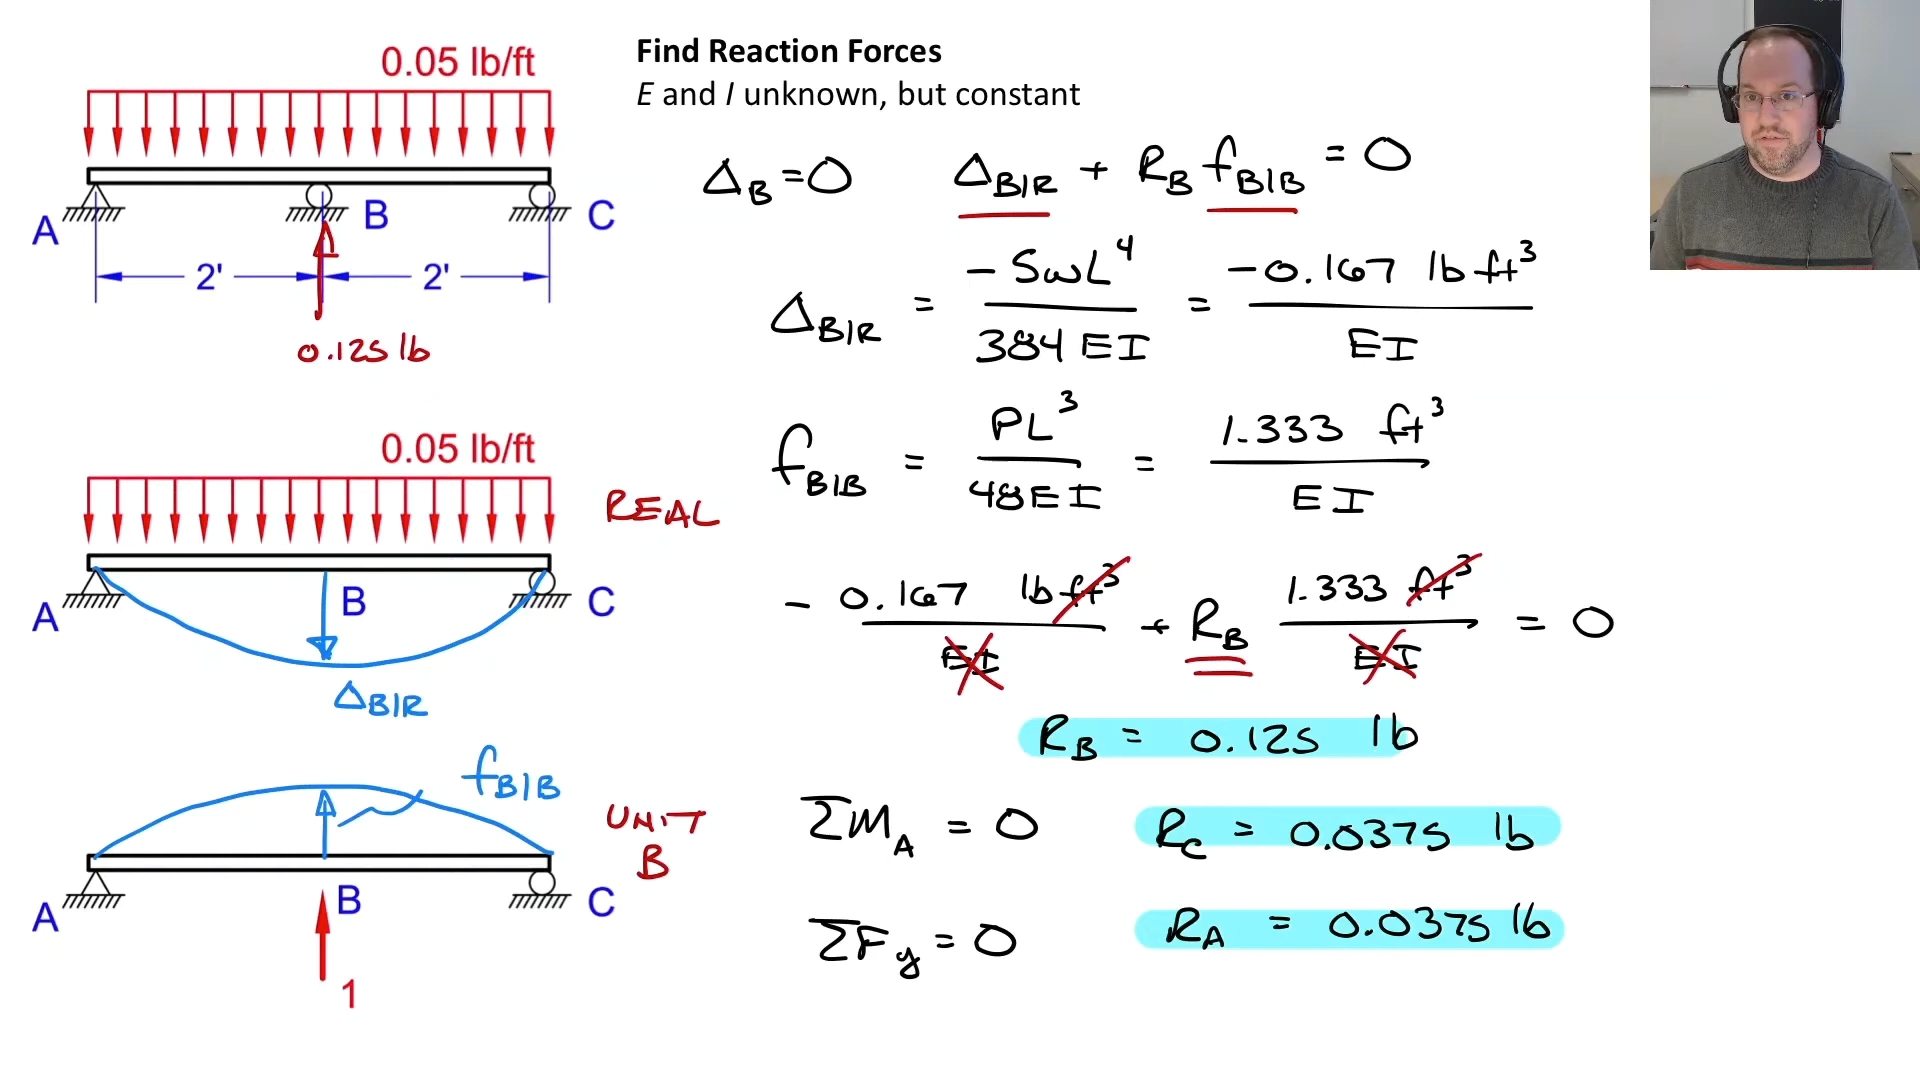 Find Reaction Forces
E and I unknown, but constant
0.05 lb/ft
A
B
C
2'
2'
0.125 lb
Δ_B = 0
Δ_B/R + R_B f_B/B = 0
Δ_B/R = -5wL⁴ / 384EI = -0.167 lb ft³ / EI
f_B/B = PL³ / 48EI = 1.333 ft³ / EI
0.05 lb/ft
REAL
A
B
C
Δ_B/R
- 0.167 lb ft³ / EI + R_B 1.333 ft³ / EI = 0
R_B = 0.125 lb
f_B/B
UNIT
B
A
B
C
1
ΣM_A = 0
R_C = 0.0375 lb
ΣF_y = 0
R_A = 0.0375 lb